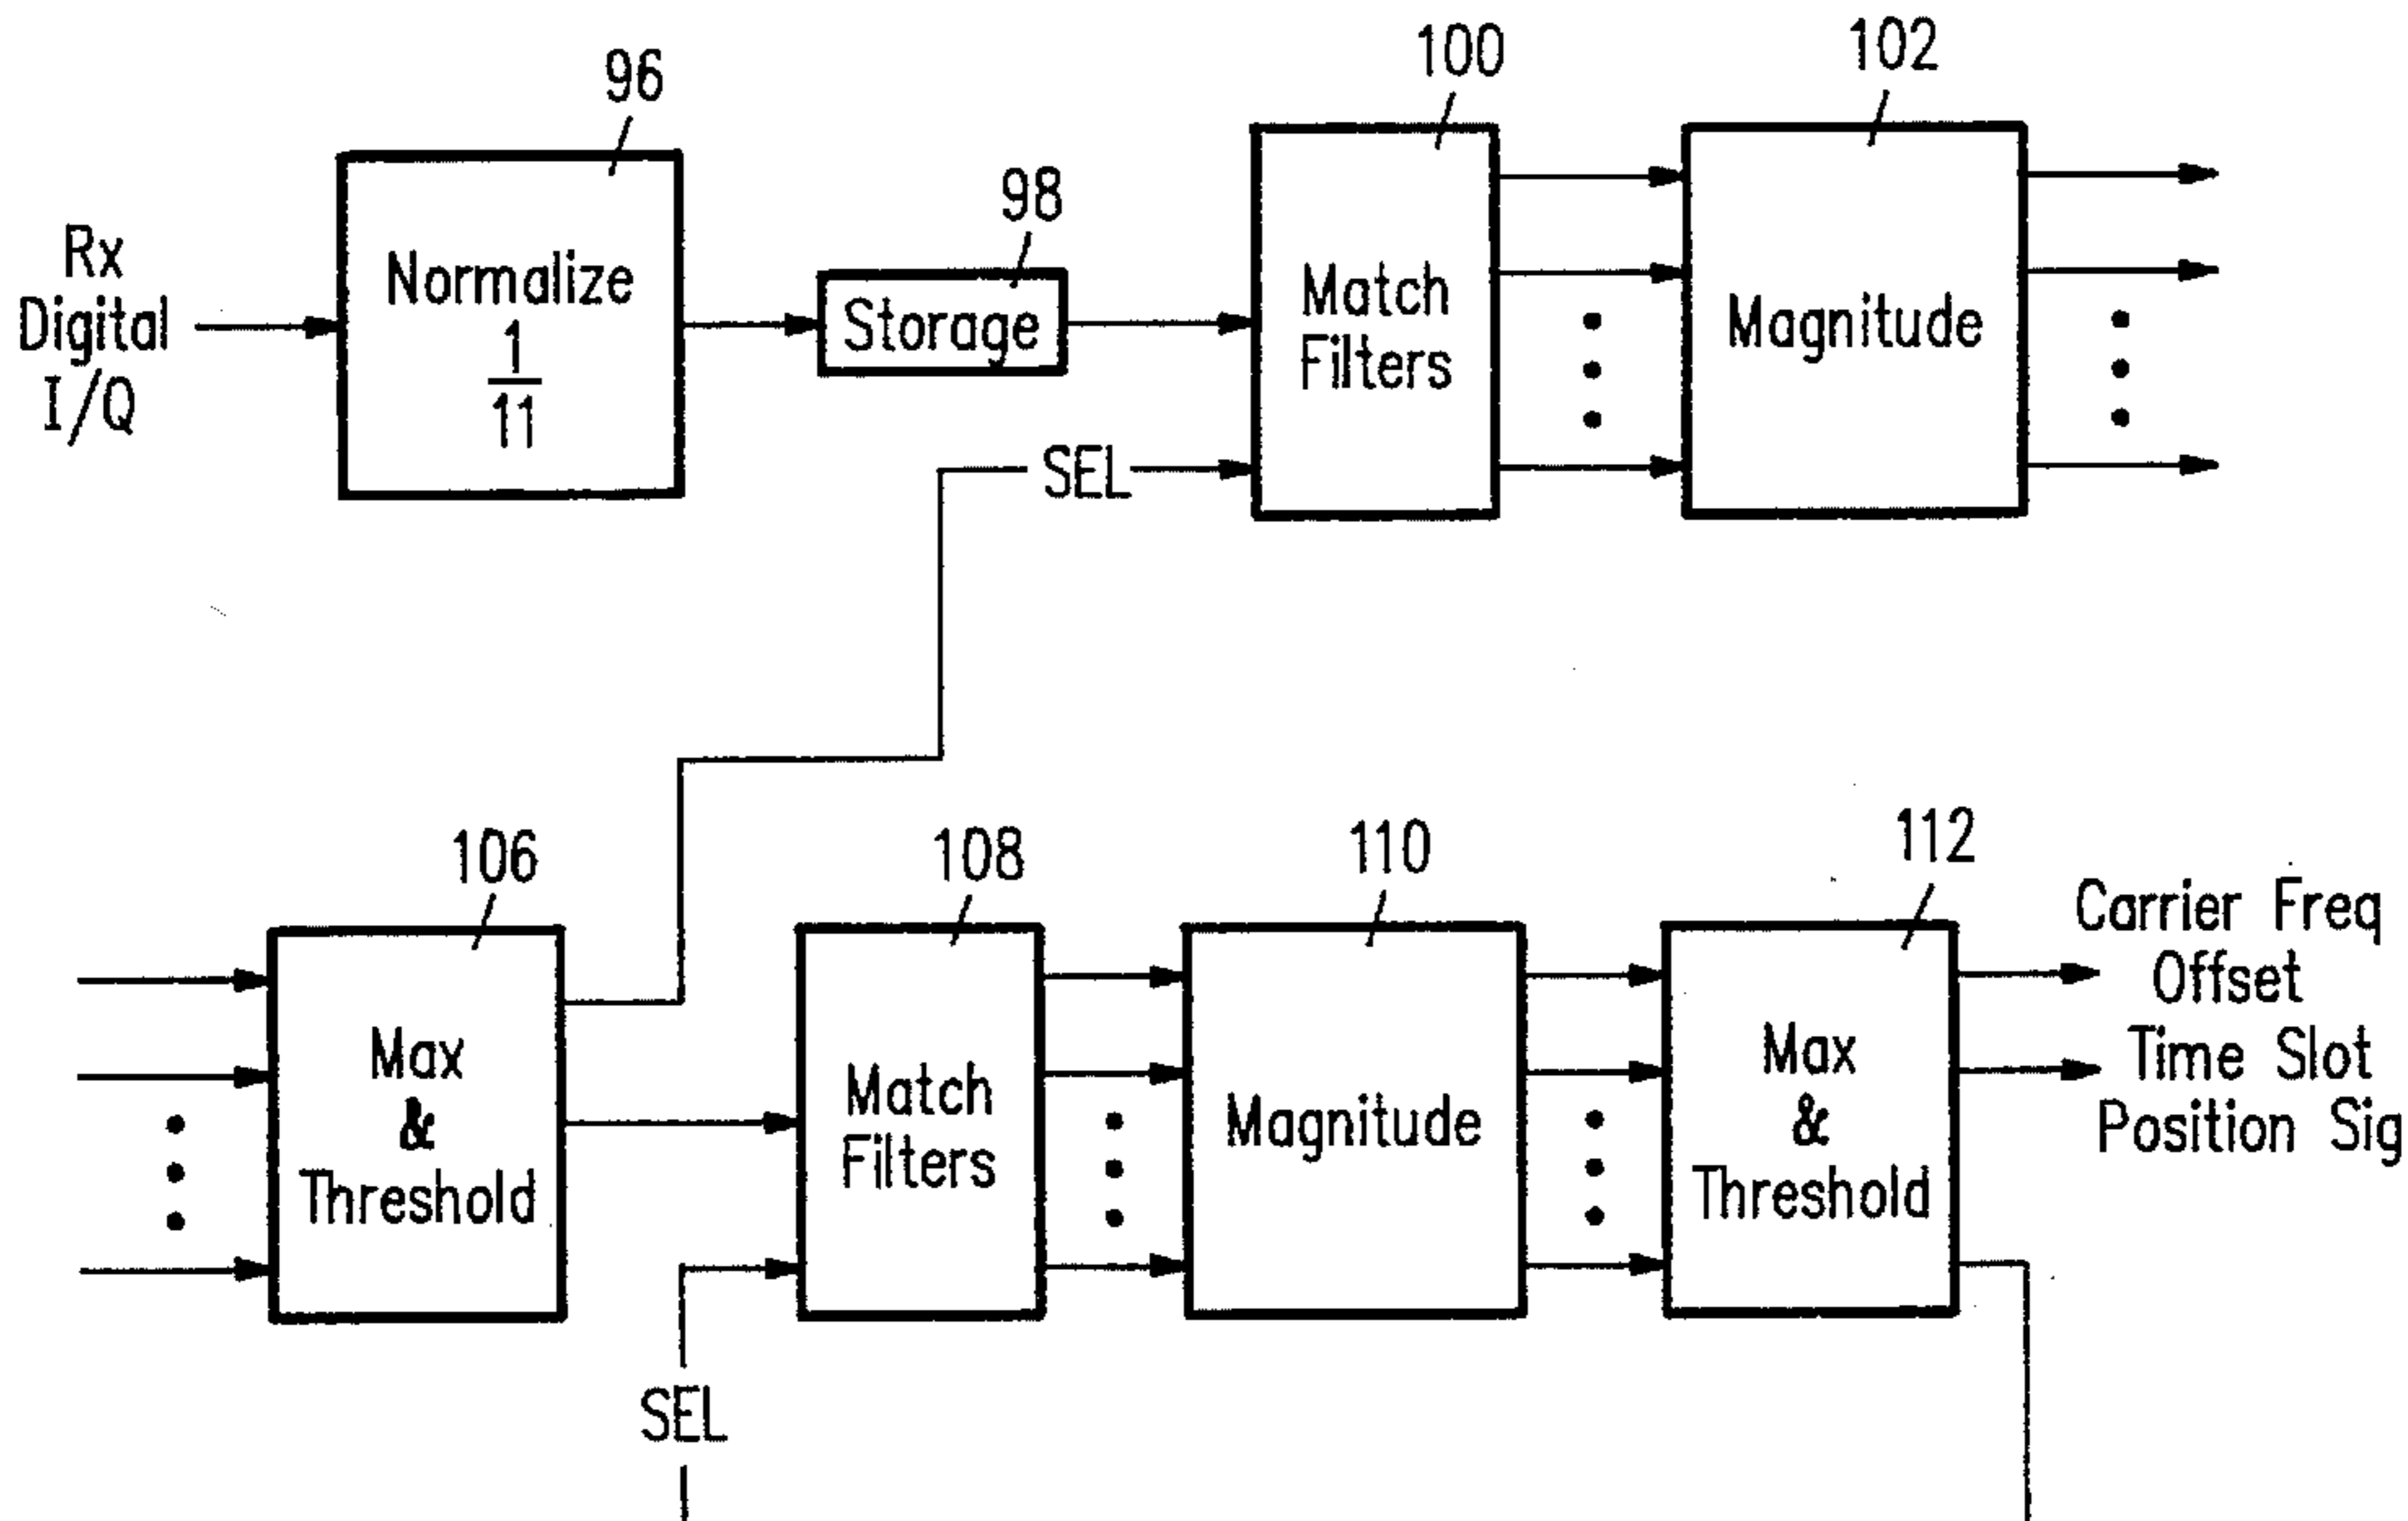 96
98
100
102
Rx
Digital
I/Q
Normalize
1
11
Storage
Match
Filters
Magnitude
SEL
106
108
110
112
Max
&
Threshold
Match
Filters
Magnitude
Max
&
Threshold
Carrier Freq
Offset
Time Slot
Position Sig
SEL